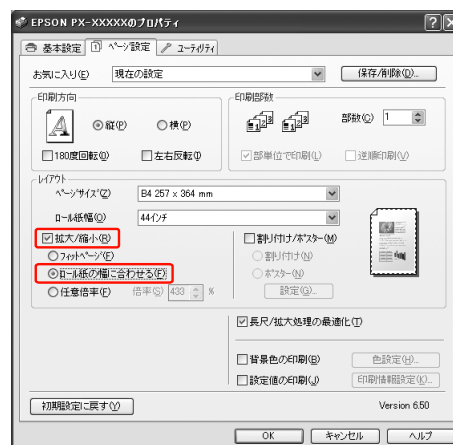 EPSON PX-XXXXXのプロパティ
基本設定 ページ設定 ユーティリティ
お気に入り(E) 現在の設定 保存/削除(Q)...
印刷方向
縦(P) 横(P)
180度回転(0) 左右反転(I)
印刷部数
部数(C) 1
部単位で印刷(L) 逆順印刷(V)
レイアウト
ページサイズ(Z) B4 257 x 364 mm
ロール紙幅(O) 44インチ
拡大/縮小(R)
フィットページ(F)
ロール紙の幅に合わせる(F)
任意倍率(F) 倍率(S) 433 %
割り付け/ポスター(M)
割り付け(N)
ポスター(N)
設定(G)...
長尺/拡大処理の最適化(T)
背景色の印刷(B) 色設定(H)...
設定値の印刷(J) 印刷情報設定(K)...
初期設定に戻す(Y) Version 6.50
OK キャンセル ヘルプ